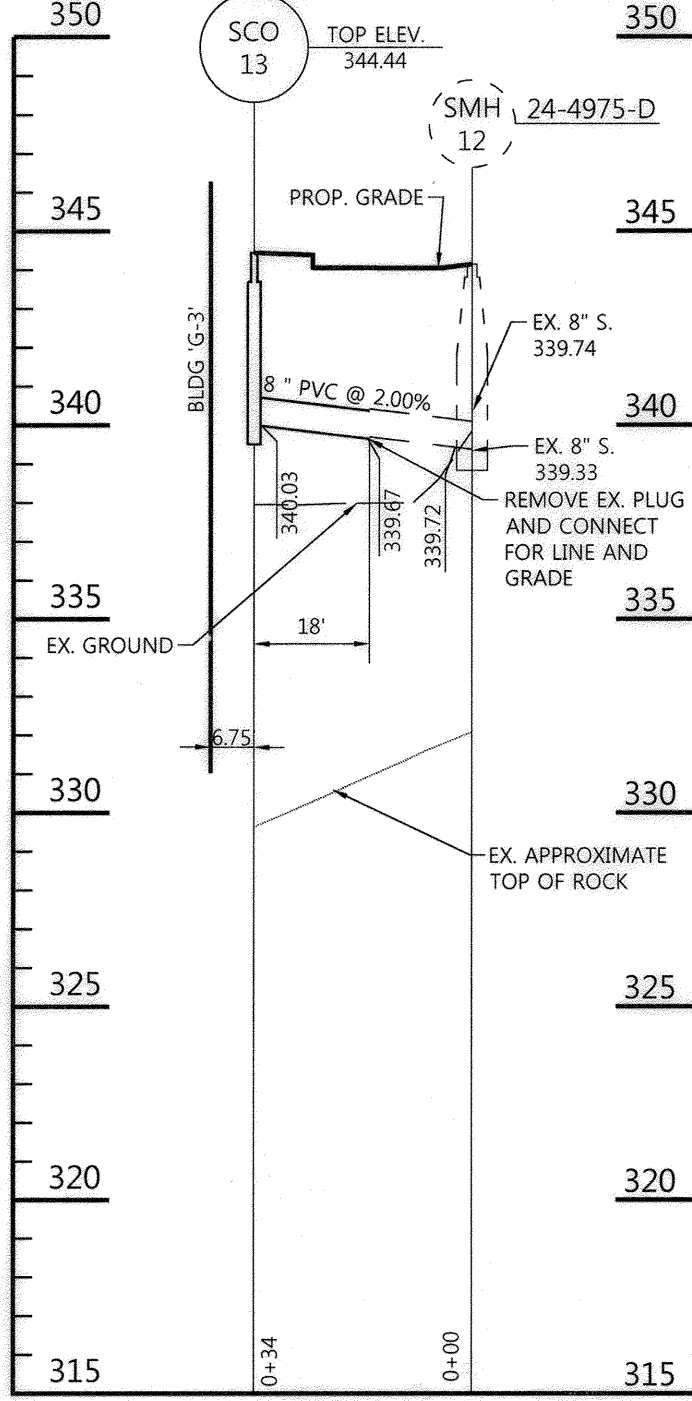 350
350
SCO
13
TOP ELEV.
344.44
SMH
12
24-4975-D
345
345
PROP. GRADE
BLDG 'G-3'
EX. 8" S.
339.74
8 " PVC @ 2.00%
340
340
EX. 8" S.
339.33
340.03
339.67
339.72
REMOVE EX. PLUG
AND CONNECT
FOR LINE AND
GRADE
335
335
18'
EX. GROUND
6.75
330
330
EX. APPROXIMATE
TOP OF ROCK
325
325
320
320
0+34
0+00
315
315